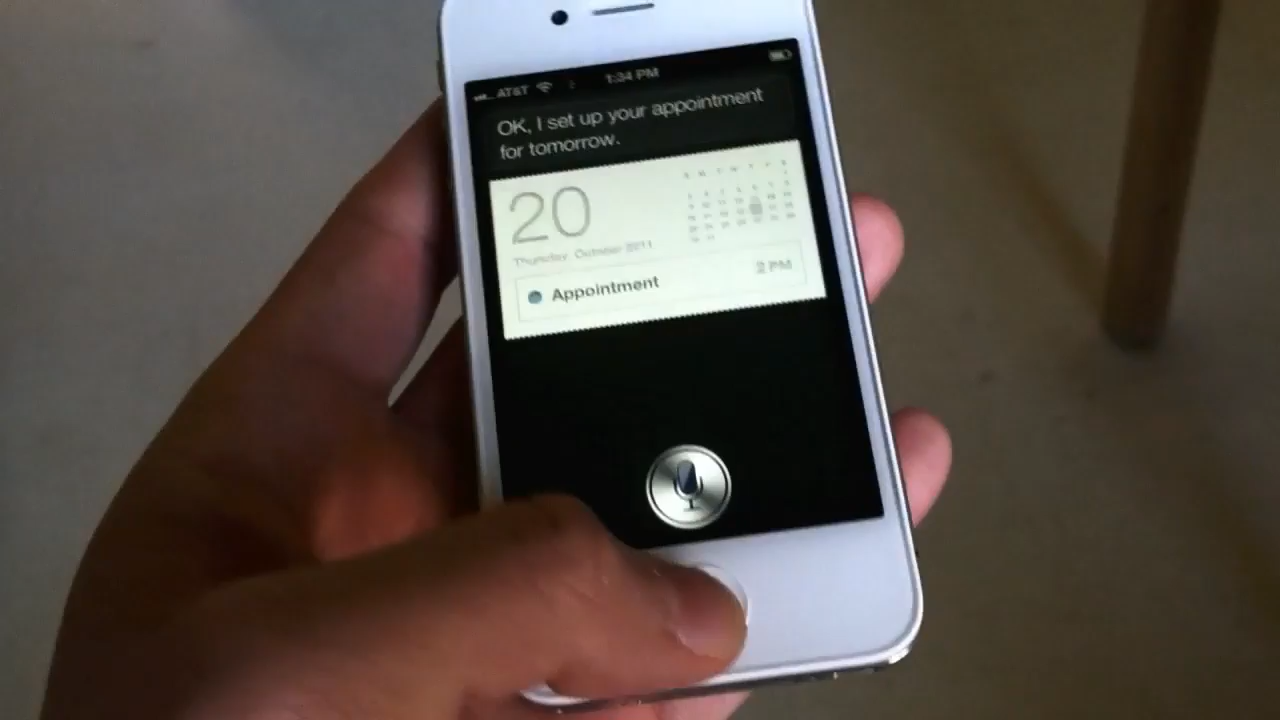 AT&T 1:34 PM
OK, I set up your appointment
for tomorrow.
20
Thursday, October 2011
Appointment 2 PM